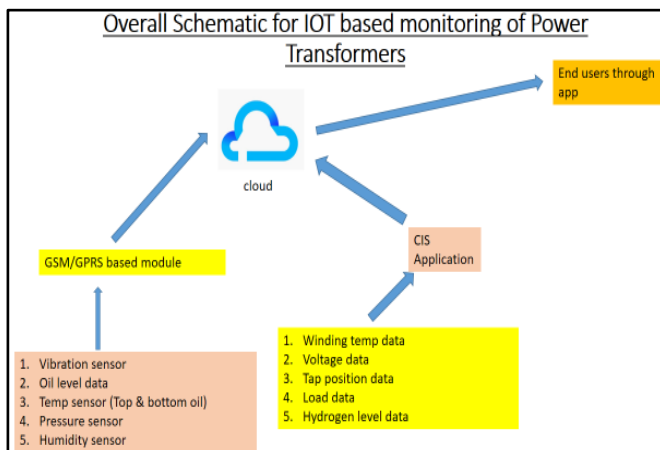 Overall Schematic for IOT based monitoring of Power
Transformers
End users through
app
cloud
CIS
Application
GSM/GPRS based module
1. Vibration sensor
2. Oil level data
3. Temp sensor (Top & bottom oil)
4. Pressure sensor
5. Humidity sensor
1. Winding temp data
2. Voltage data
3. Tap position data
4. Load data
5. Hydrogen level data